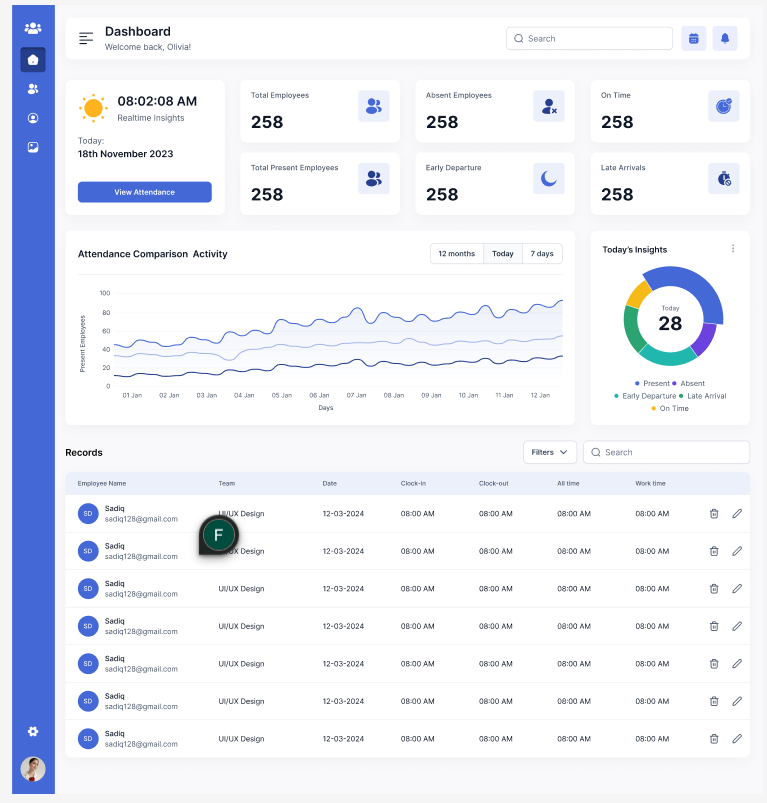 Dashboard
Welcome back, Olivia!
Search
08:02:08 AM
Realtime Insights
Today:
18th November 2023
View Attendance
Total Employees
258
Absent Employees
258
On Time
258
Total Present Employees
258
Early Departure
258
Late Arrivals
258
Attendance Comparison Activity
12 months Today 7 days
Present Employees
100
80
60
40
20
0
01 Jan 02 Jan 03 Jan 04 Jan 05 Jan 06 Jan 07 Jan 08 Jan 09 Jan 10 Jan 11 Jan 12 Jan
Days
Today's Insights
Today
28
Present Absent
Early Departure Late Arrival
On Time
Records
Filters
Search
Employee Name Team Date Clock-in Clock-out All time Work time
SD Sadiq
sadiq128@gmail.com
UI/UX Design 12-03-2024 08:00 AM 08:00 AM 08:00 AM 08:00 AM
F
SD Sadiq
sadiq128@gmail.com
UX Design 12-03-2024 08:00 AM 08:00 AM 08:00 AM 08:00 AM
SD Sadiq
sadiq128@gmail.com
UI/UX Design 12-03-2024 08:00 AM 08:00 AM 08:00 AM 08:00 AM
SD Sadiq
sadiq128@gmail.com
UI/UX Design 12-03-2024 08:00 AM 08:00 AM 08:00 AM 08:00 AM
SD Sadiq
sadiq128@gmail.com
UI/UX Design 12-03-2024 08:00 AM 08:00 AM 08:00 AM 08:00 AM
SD Sadiq
sadiq128@gmail.com
UI/UX Design 12-03-2024 08:00 AM 08:00 AM 08:00 AM 08:00 AM
SD Sadiq
sadiq128@gmail.com
UI/UX Design 12-03-2024 08:00 AM 08:00 AM 08:00 AM 08:00 AM